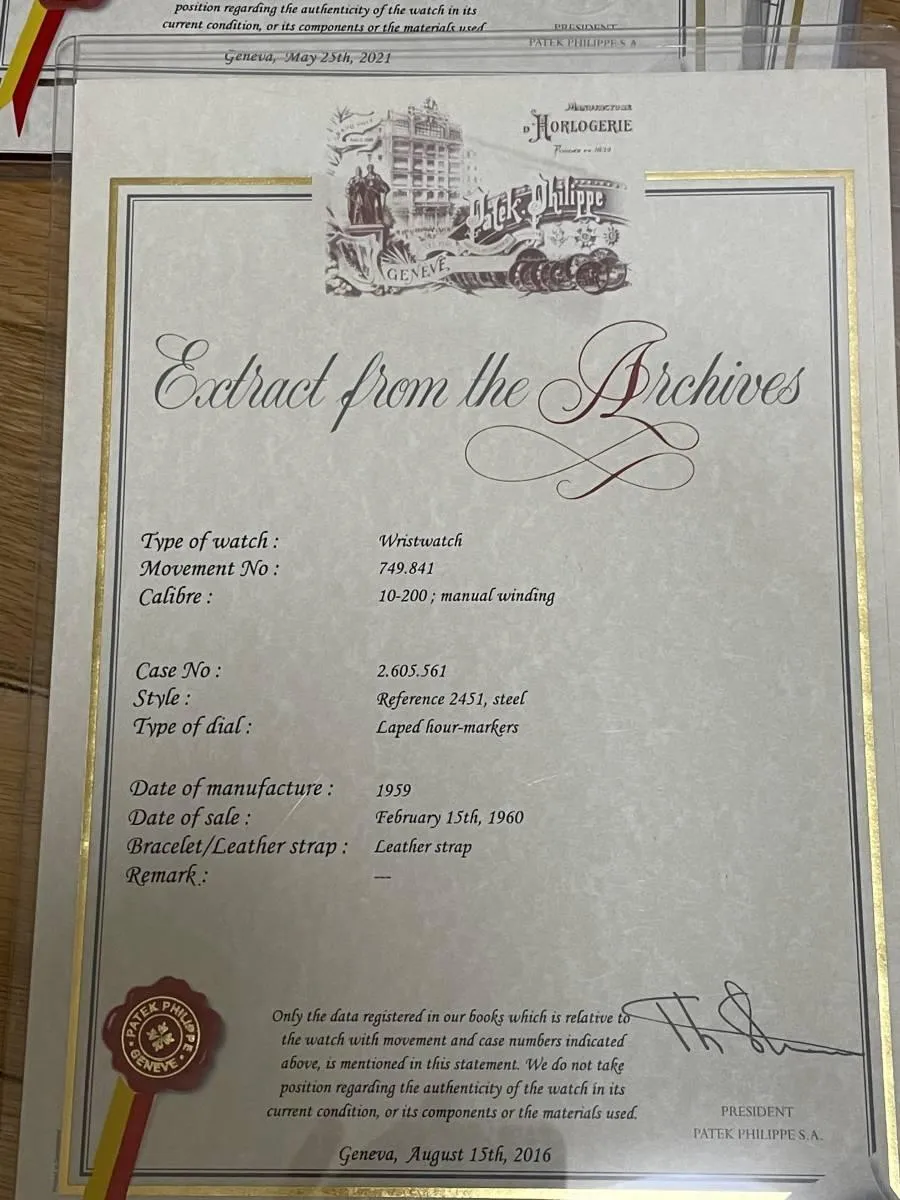 position regarding the authenticity of the watch in its
current condition, or its components or the materials used
PRESIDENT
PATEK PHILIPPE S.A
Geneva, May 25th, 2021
MANUFACTURE
D'HORLOGERIE
Patek Philippe
GENÈVE
Extract from the Archives
Type of watch : Wristwatch
Movement No : 749.841
Calibre : 10-200 ; manual winding
Case No : 2.605.561
Style : Reference 2451, steel
Type of dial : Laped hour-markers
Date of manufacture : 1959
Date of sale : February 15th, 1960
Bracelet/Leather strap : Leather strap
Remark : —
PATEK PHILIPPE
GENEVE
Only the data registered in our books which is relative to
the watch with movement and case numbers indicated
above, is mentioned in this statement. We do not take
position regarding the authenticity of the watch in its
current condition, or its components or the materials used.
PRESIDENT
PATEK PHILIPPE S.A.
Geneva, August 15th, 2016